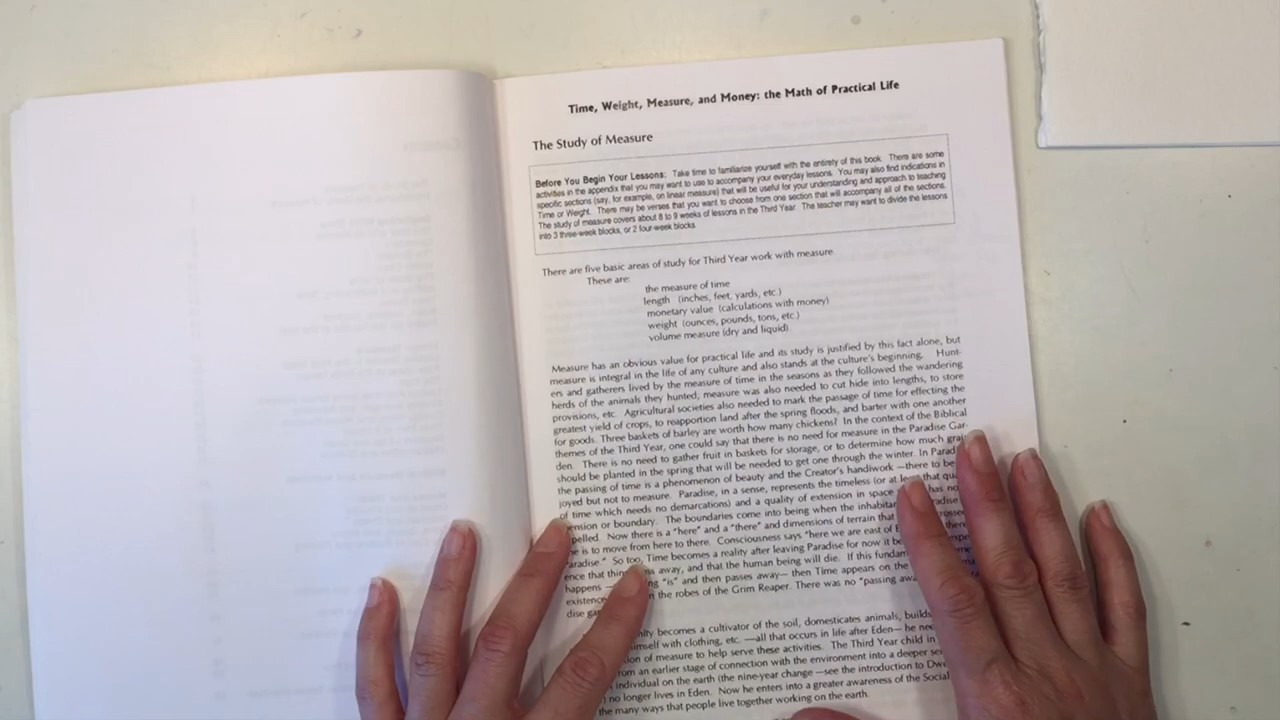 Time, Weight, Measure, and Money: the Math of Practical Life
The Study of Measure
Before You Begin Your Lessons: Take time to familiarize yourself with the entirety of this book. There are some
activities in the appendix that you may want to use to accompany your everyday lessons. You may also find indications in
specific sections (say, for example, on linear measure) that will be useful for your understanding and approach to teaching
Time or Weight. There may be verses that you want to choose from one section that will accompany all of the sections.
The study of measure covers about 8 to 9 weeks of lessons in the Third Year. The teacher may want to divide the lessons
into 3 three-week blocks, or 2 four-week blocks.
There are five basic areas of study for Third Year work with measure.
These are:
the measure of time
length (inches, feet, yards, etc.)
monetary value (calculations with money)
weight (ounces, pounds, tons, etc.)
volume measure (dry and liquid).
Measure has an obvious value for practical life and its study is justified by this fact alone, but
measure is integral in the life of any culture and also stands at the culture's beginning. Hunt-
ers and gatherers lived by the measure of time in the seasons as they followed the wandering
herds of the animals they hunted, measure was also needed to cut hide into lengths, to store
provisions, etc. Agricultural societies also needed to mark the passage of time for effecting the
greatest yield of crops, to reapportion land after the spring floods, and barter with one another
for goods. Three baskets of barley are worth how many chickens? In the context of the Biblical
themes of the Third Year, one could say that there is no need for measure in the Paradise Gar-
den. There is no need to gather fruit in baskets for storage, or to determine how much
should be planted in the spring that will be needed to get one through the winter. In
the passing of time is a phenomenon of beauty and the Creator's handiwork —there to be
joyed but not to measure. Paradise, in a sense, represents the timeless (or at that
of time which needs no demarcations) and a quality of extension in space has no
or boundary. The boundaries come into being when the
Now there is a "here" and a "there" and dimensions of terrain that
is to move from here to there. Consciousness says "here we are east of
So too, Time becomes a reality after leaving Paradise for now it
ence that away, and that the human being will die. If this
happens "is" and then passes away— then Time appears on the
existence in the robes of the Grim Reaper. There was no "passing
dise
becomes a cultivator of the soil, domesticates animals, builds
with clothing, etc. —all that occurs in life after Eden— he
of measure to help serve these activities. The Third Year child in
an earlier stage of connection with the environment into a deeper
individual on the earth (the nine-year change —see the introduction to
no longer lives in Eden. Now he enters into a greater awareness of the Social
the many ways that people live together working on the earth.